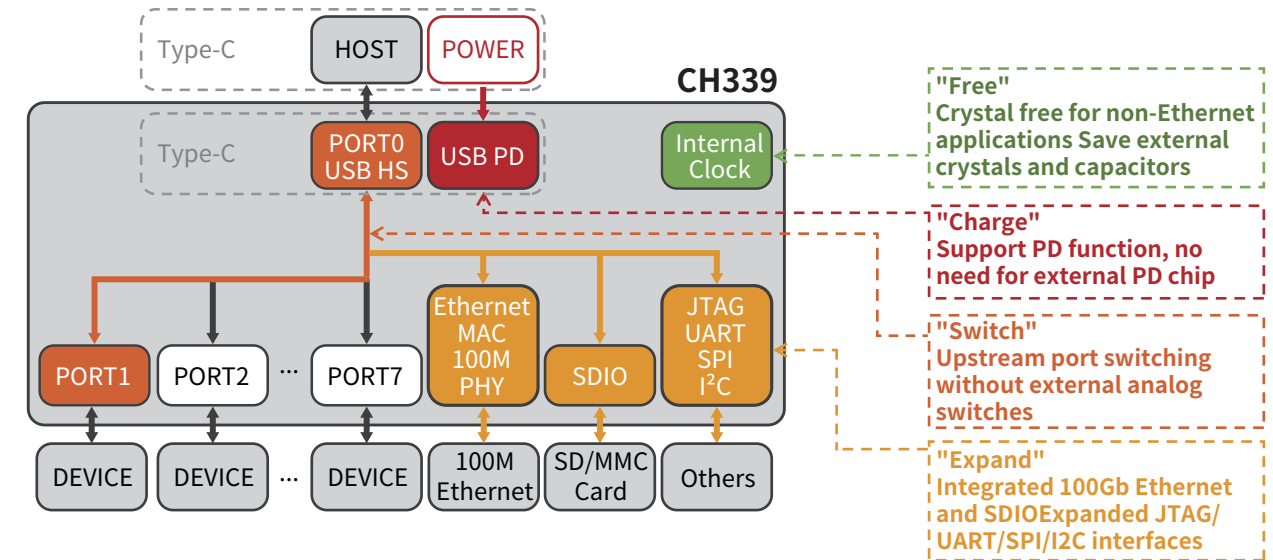 Type-C
HOST
POWER
CH339
Type-C
PORT0
USB HS
USB PD
Internal
Clock
"Free"
Crystal free for non-Ethernet
applications Save external
crystals and capacitors
"Charge"
Support PD function, no
need for external PD chip
"Switch"
Upstream port switching
without external analog
switches
"Expand"
Integrated 100Gb Ethernet
and SDIOExpanded JTAG/
UART/SPI/I2C interfaces
PORT1
PORT2
...
PORT7
Ethernet
MAC
100M
PHY
SDIO
JTAG
UART
SPI
I²C
DEVICE
DEVICE
...
DEVICE
100M
Ethernet
SD/MMC
Card
Others